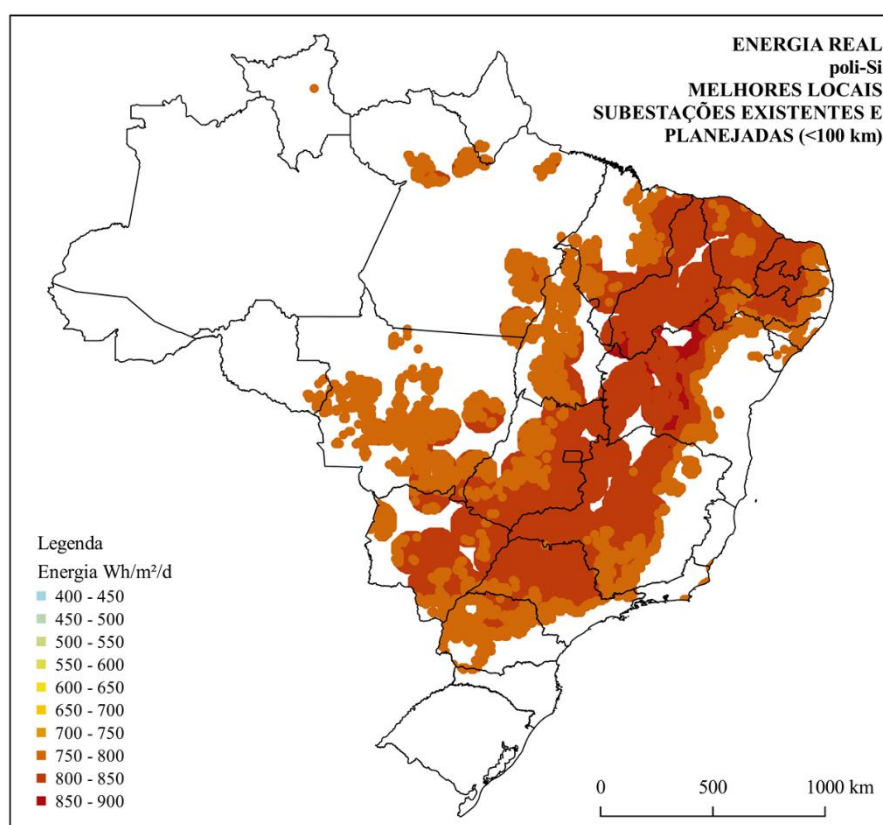 ENERGIA REAL
poli-Si
MELHORES LOCAIS
SUBESTAÇÕES EXISTENTES E
PLANEJADAS (<100 km)
Legenda
Energia Wh/m²/d
400 - 450
450 - 500
500 - 550
550 - 600
600 - 650
650 - 700
700 - 750
750 - 800
800 - 850
850 - 900
0 500 1000 km